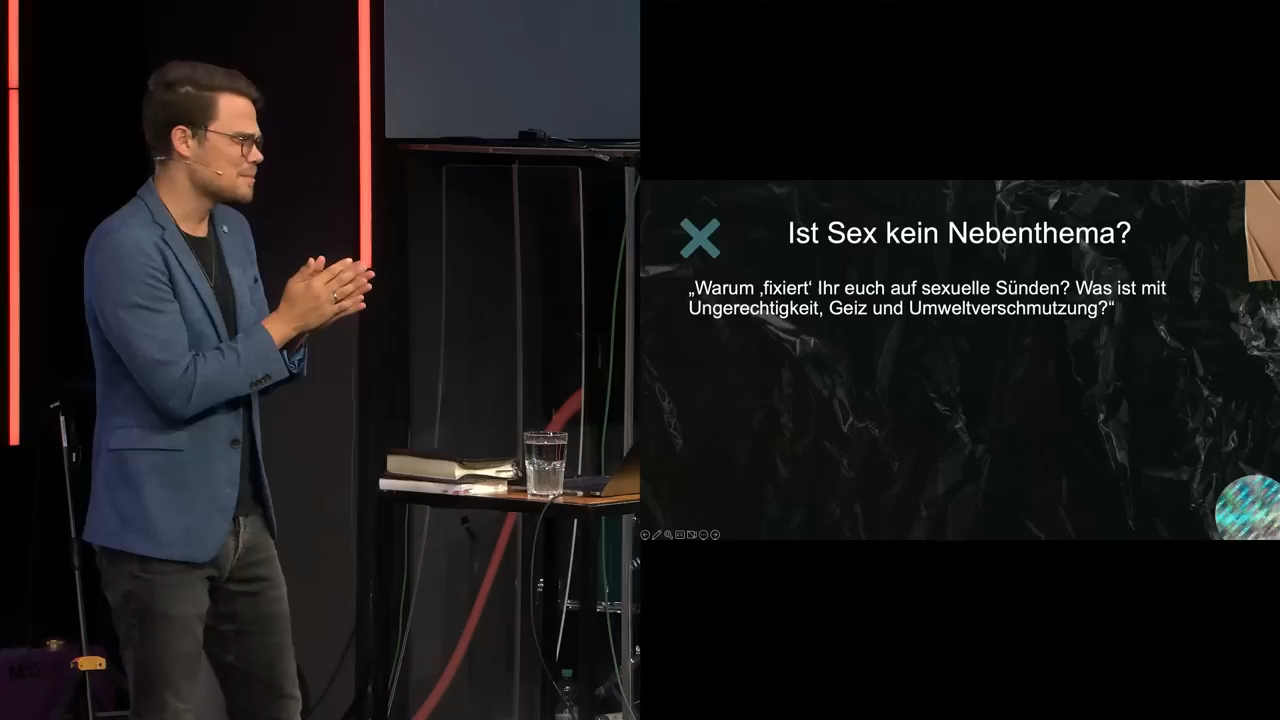 Ist Sex kein Nebenthema?
„Warum ‚fixiert‘ Ihr euch auf sexuelle Sünden? Was ist mit
Ungerechtigkeit, Geiz und Umweltverschmutzung?“